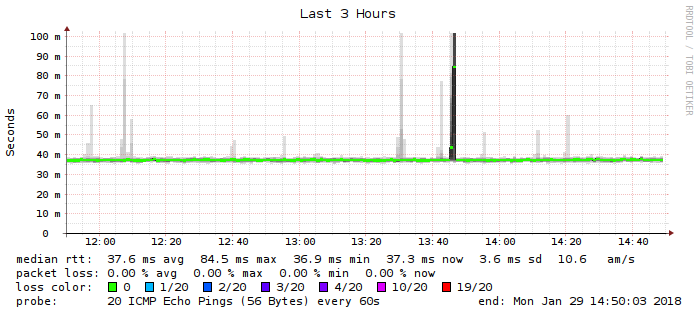 Last 3 Hours
RRDTOOL / TOBI OETIKER
Seconds
100 m
90 m
80 m
70 m
60 m
50 m
40 m
30 m
20 m
10 m
0
12:00 12:20 12:40 13:00 13:20 13:40 14:00 14:20 14:40
median rtt: 37.6 ms avg 84.5 ms max 36.9 ms min 37.3 ms now 3.6 ms sd 10.6 am/s
packet loss: 0.00 % avg 0.00 % max 0.00 % min 0.00 % now
loss color: 0 1/20 2/20 3/20 4/20 10/20 19/20
probe: 20 ICMP Echo Pings (56 Bytes) every 60s end: Mon Jan 29 14:50:03 2018